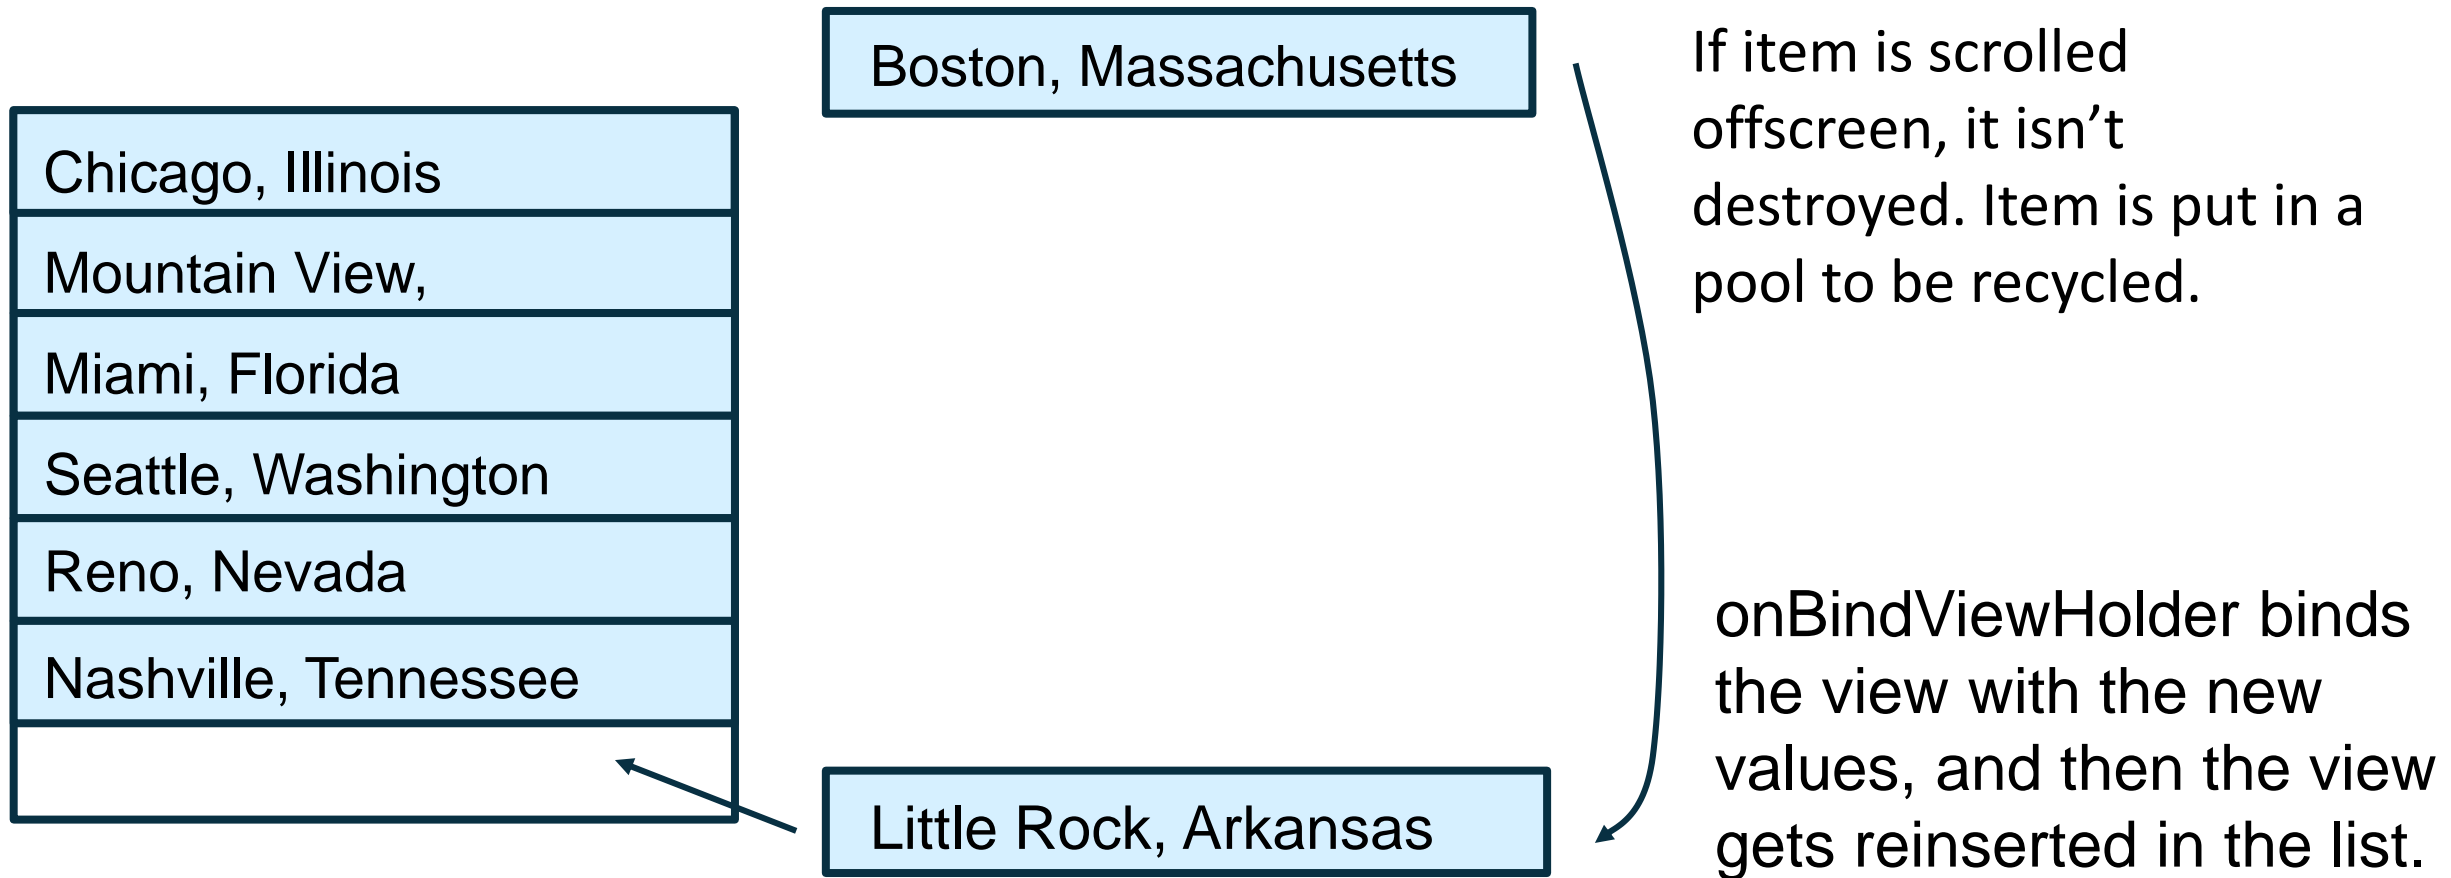 Boston, Massachusetts
If item is scrolled
offscreen, it isn’t
destroyed. Item is put in a
pool to be recycled.
Chicago, Illinois
Mountain View,
Miami, Florida
Seattle, Washington
Reno, Nevada
Nashville, Tennessee
Little Rock, Arkansas
onBindViewHolder binds
the view with the new
values, and then the view
gets reinserted in the list.